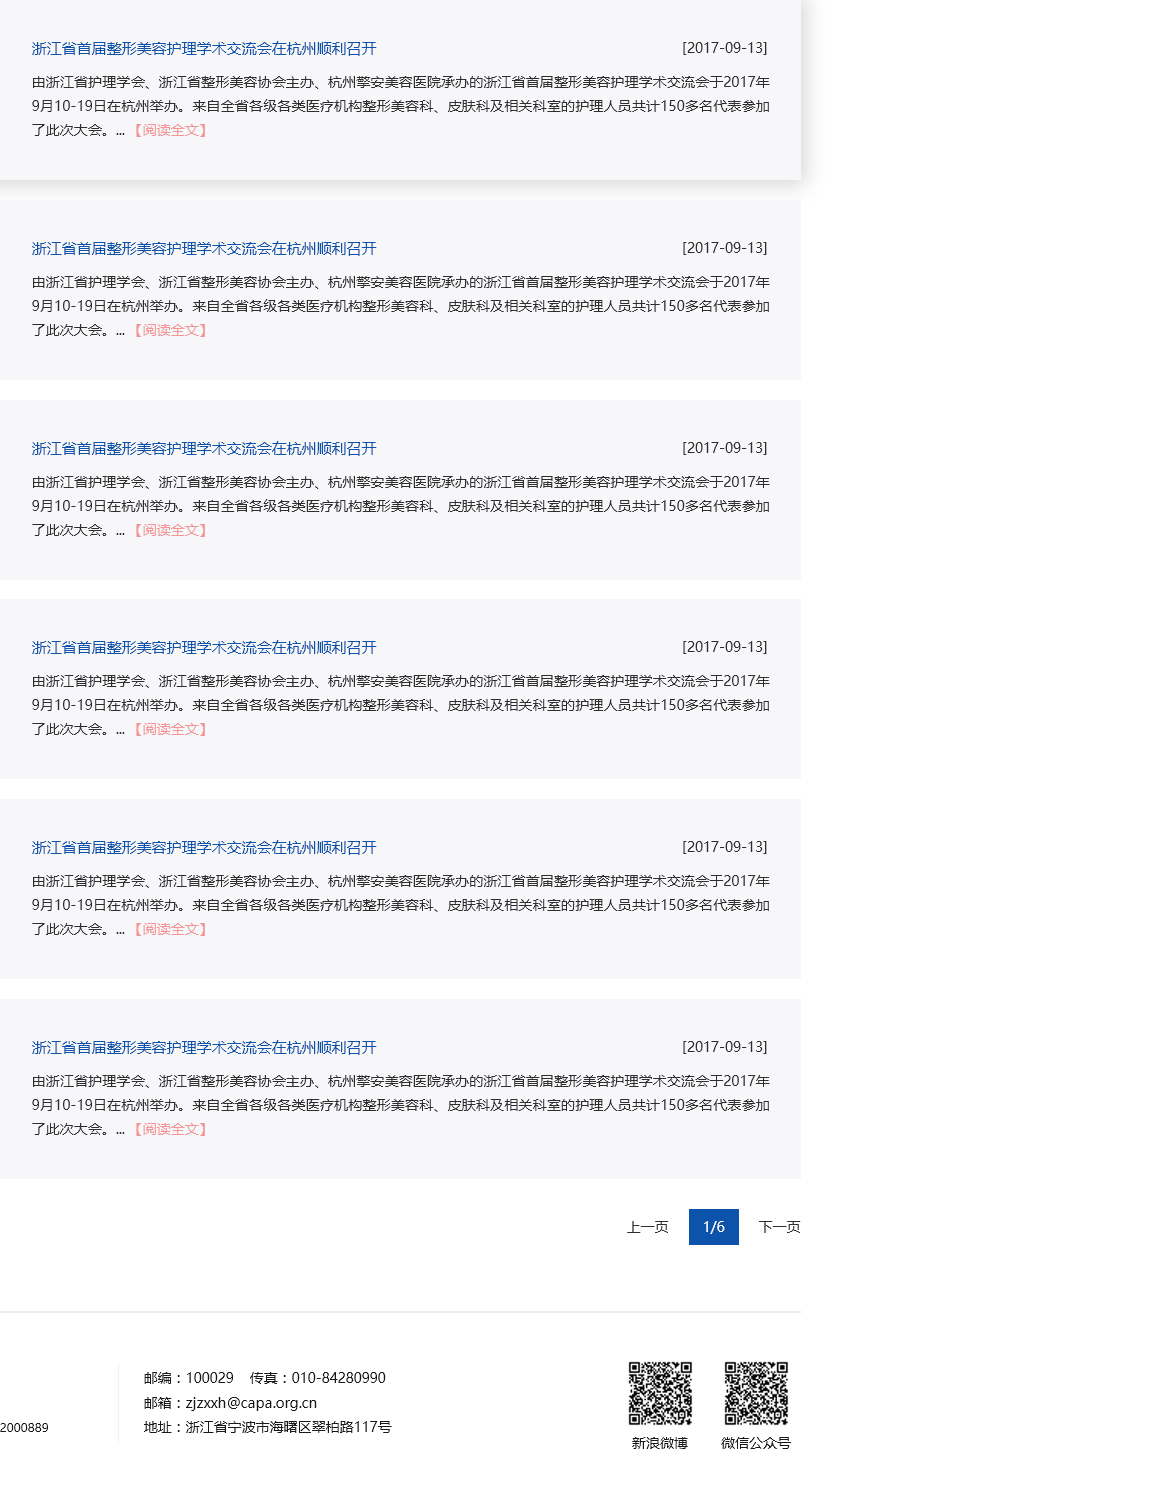 浙江省首届整形美容护理学术交流会在杭州顺利召开 [2017-09-13]
由浙江省护理学会、浙江省整形美容协会主办、杭州擎安美容医院承办的浙江省首届整形美容护理学术交流会于2017年
9月10-19日在杭州举办。来自全省各级各类医疗机构整形美容科、皮肤科及相关科室的护理人员共计150多名代表参加
了此次大会。... 【阅读全文】
浙江省首届整形美容护理学术交流会在杭州顺利召开 [2017-09-13]
由浙江省护理学会、浙江省整形美容协会主办、杭州擎安美容医院承办的浙江省首届整形美容护理学术交流会于2017年
9月10-19日在杭州举办。来自全省各级各类医疗机构整形美容科、皮肤科及相关科室的护理人员共计150多名代表参加
了此次大会。... 【阅读全文】
浙江省首届整形美容护理学术交流会在杭州顺利召开 [2017-09-13]
由浙江省护理学会、浙江省整形美容协会主办、杭州擎安美容医院承办的浙江省首届整形美容护理学术交流会于2017年
9月10-19日在杭州举办。来自全省各级各类医疗机构整形美容科、皮肤科及相关科室的护理人员共计150多名代表参加
了此次大会。... 【阅读全文】
浙江省首届整形美容护理学术交流会在杭州顺利召开 [2017-09-13]
由浙江省护理学会、浙江省整形美容协会主办、杭州擎安美容医院承办的浙江省首届整形美容护理学术交流会于2017年
9月10-19日在杭州举办。来自全省各级各类医疗机构整形美容科、皮肤科及相关科室的护理人员共计150多名代表参加
了此次大会。... 【阅读全文】
浙江省首届整形美容护理学术交流会在杭州顺利召开 [2017-09-13]
由浙江省护理学会、浙江省整形美容协会主办、杭州擎安美容医院承办的浙江省首届整形美容护理学术交流会于2017年
9月10-19日在杭州举办。来自全省各级各类医疗机构整形美容科、皮肤科及相关科室的护理人员共计150多名代表参加
了此次大会。... 【阅读全文】
浙江省首届整形美容护理学术交流会在杭州顺利召开 [2017-09-13]
由浙江省护理学会、浙江省整形美容协会主办、杭州擎安美容医院承办的浙江省首届整形美容护理学术交流会于2017年
9月10-19日在杭州举办。来自全省各级各类医疗机构整形美容科、皮肤科及相关科室的护理人员共计150多名代表参加
了此次大会。... 【阅读全文】
上一页 1/6 下一页
2000889
邮编：100029 传真：010-84280990
邮箱：zjzxxh@capa.org.cn
地址：浙江省宁波市海曙区翠柏路117号
新浪微博 微信公众号